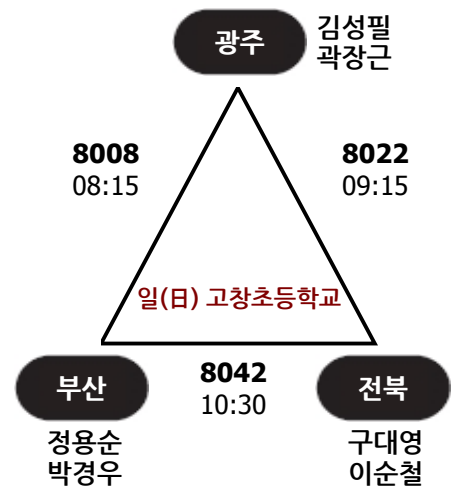 광주
김성필
곽장근
8008
08:15
8022
09:15
일(日) 고창초등학교
부산
8042
10:30
전북
정용순
박경우
구대영
이순철